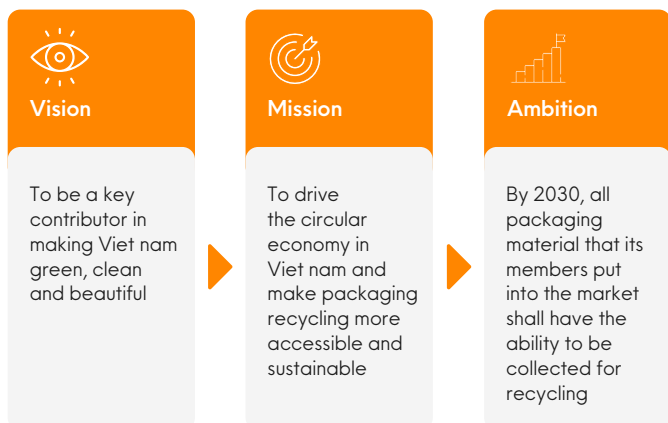 Vision
To be a key
contributor in
making Viet nam
green, clean
and beautiful
Mission
To drive
the circular
economy in
Viet nam and
make packaging
recycling more
accessible and
sustainable
Ambition
By 2030, all
packaging
material that its
members put
into the market
shall have the
ability to be
collected for
recycling